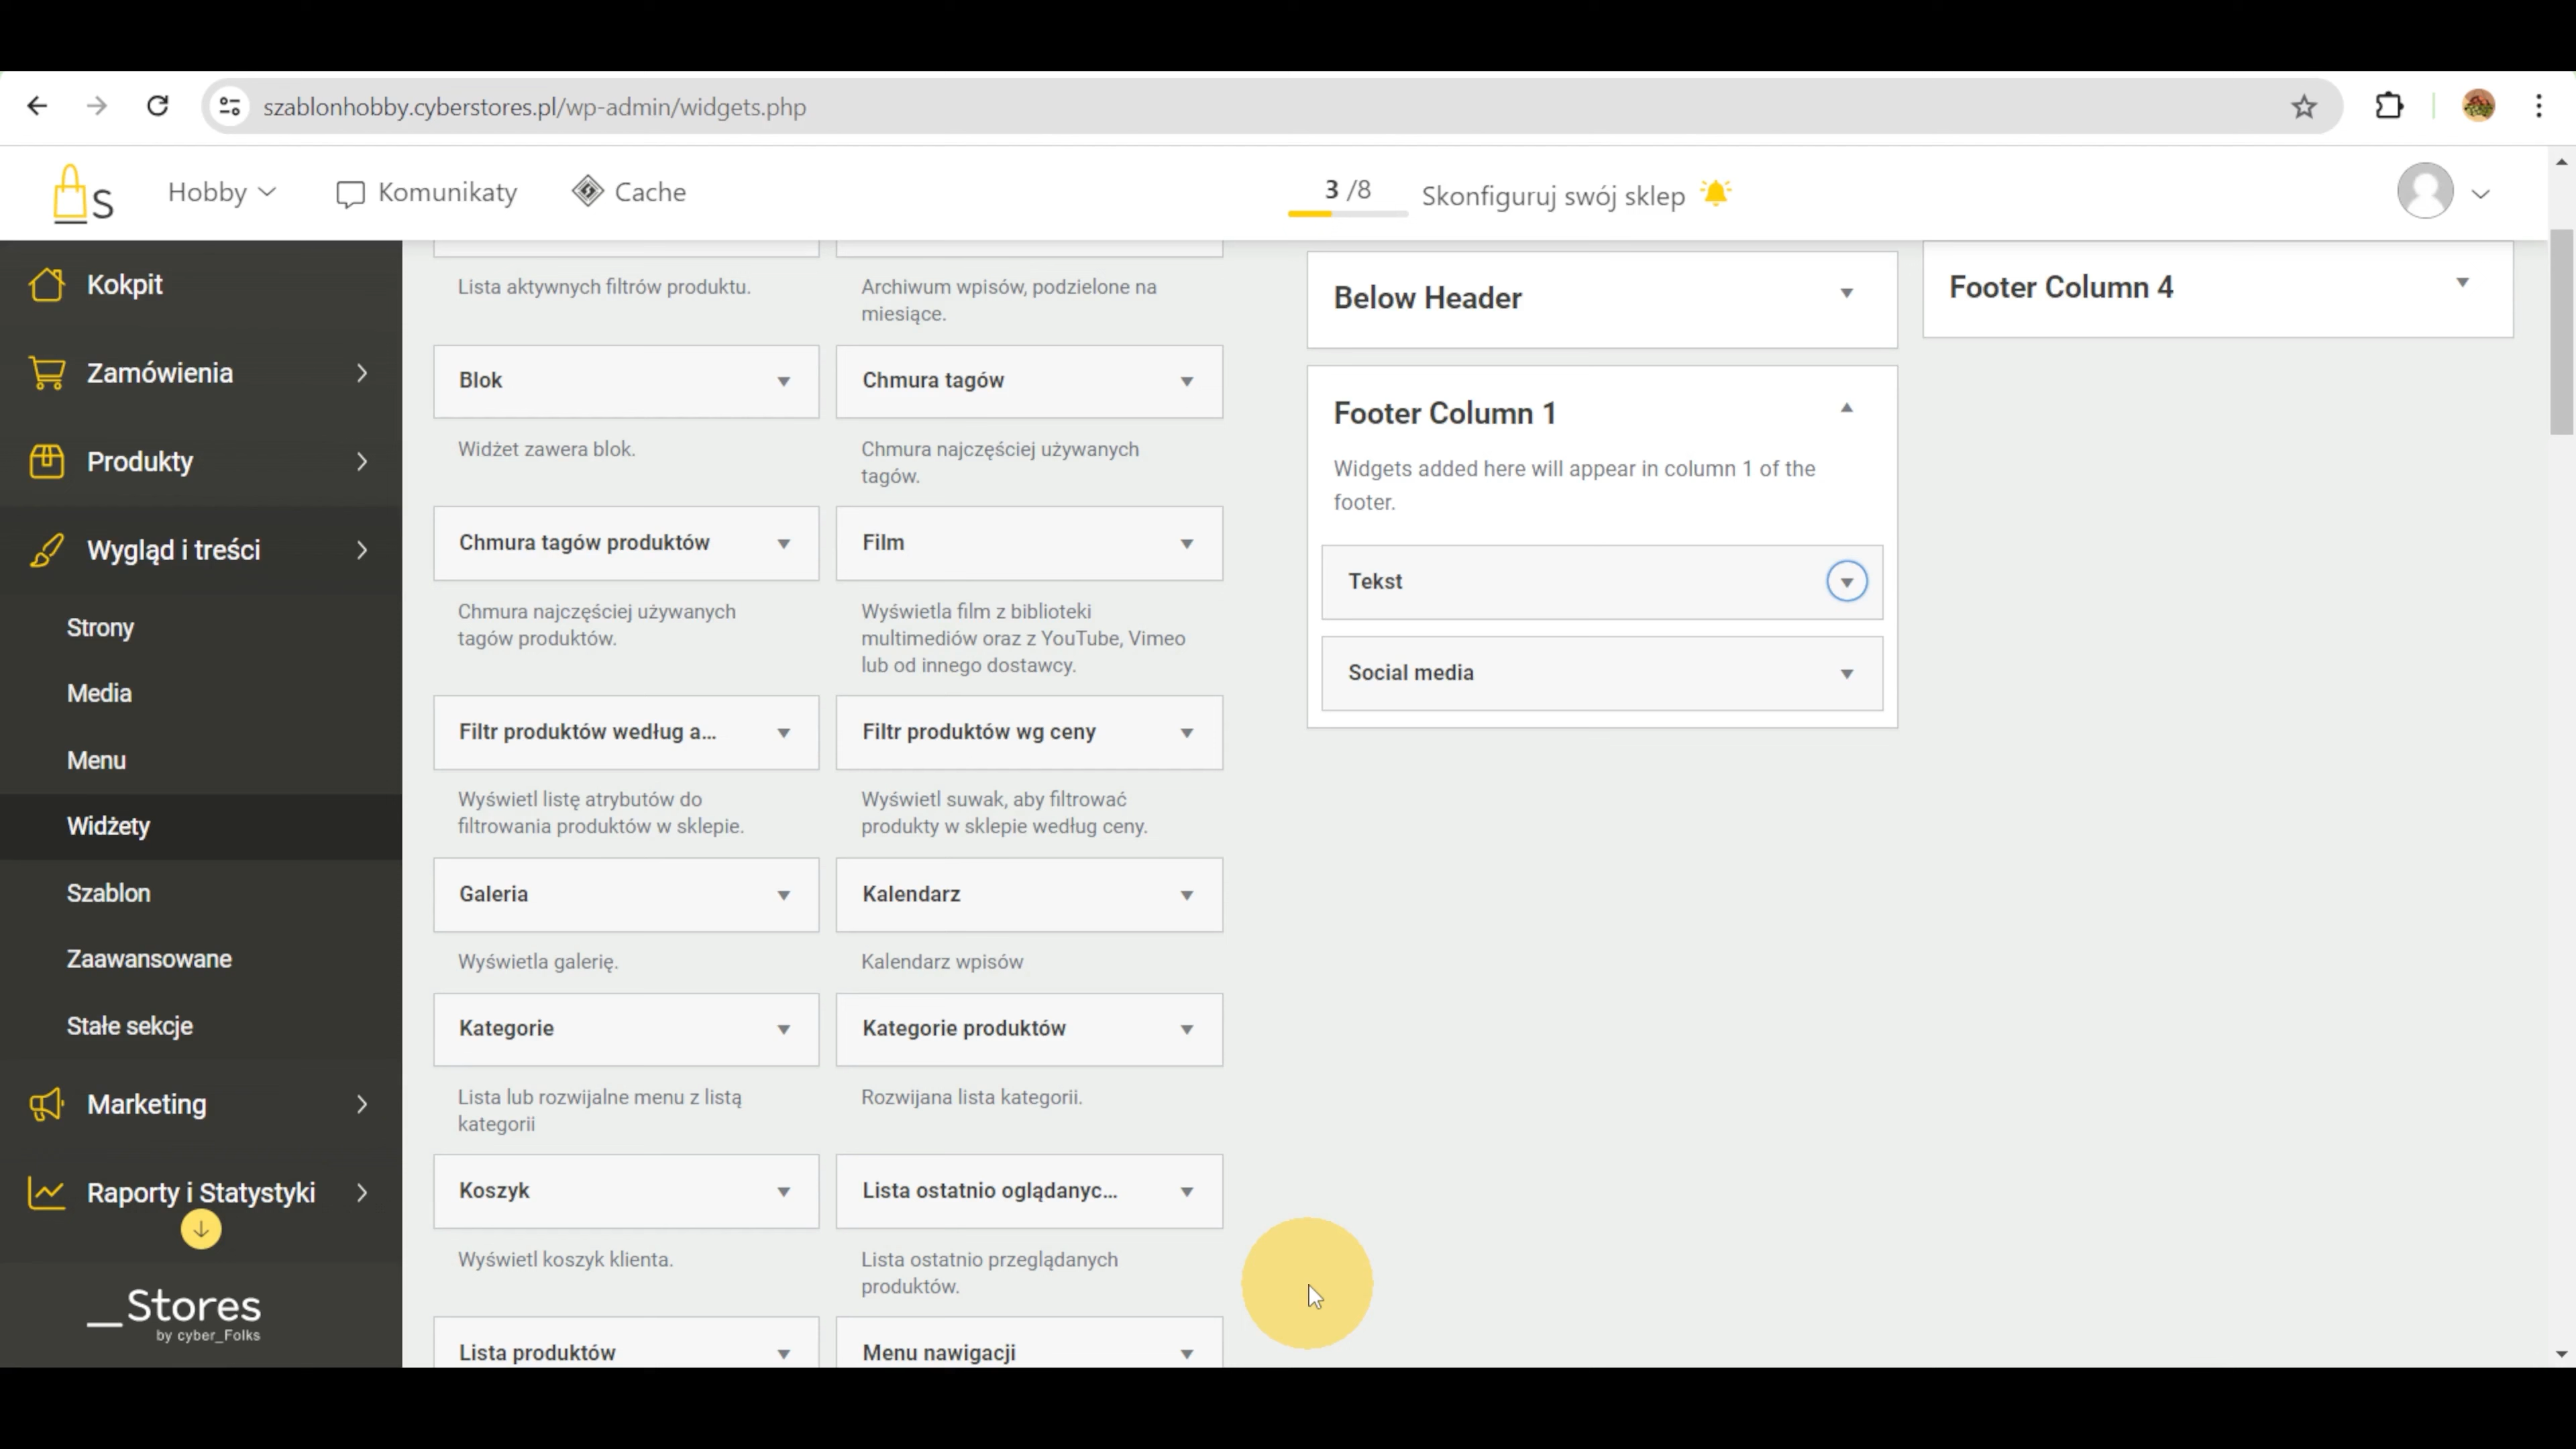 szablonhobby.cyberstores.pl/wp-admin/widgets.php
S
Hobby
Komunikaty
Cache
3 /8
Skonfiguruj swój sklep
Kokpit
Zamówienia
Produkty
Wygląd i treści
Strony
Media
Menu
Widżety
Szablon
Zaawansowane
Stałe sekcje
Marketing
Raporty i Statystyki
__Stores
by cyber_Folks
Lista aktywnych filtrów produktu.
Archiwum wpisów, podzielone na
miesiące.
Blok
Widżet zawera blok.
Chmura tagów
Chmura najczęściej używanych
tagów.
Chmura tagów produktów
Chmura najczęściej używanych
tagów produktów.
Film
Wyświetla film z biblioteki
multimediów oraz z YouTube, Vimeo
lub od innego dostawcy.
Filtr produktów według a...
Wyświetl listę atrybutów do
filtrowania produktów w sklepie.
Filtr produktów wg ceny
Wyświetl suwak, aby filtrować
produkty w sklepie według ceny.
Galeria
Wyświetla galerię.
Kalendarz
Kalendarz wpisów
Kategorie
Lista lub rozwijalne menu z listą
kategorii
Kategorie produktów
Rozwijana lista kategorii.
Koszyk
Wyświetl koszyk klienta.
Lista ostatnio oglądanyc...
Lista ostatnio przeglądanych
produktów.
Lista produktów
Menu nawigacji
Below Header
Footer Column 1
Widgets added here will appear in column 1 of the
footer.
Tekst
Social media
Footer Column 4